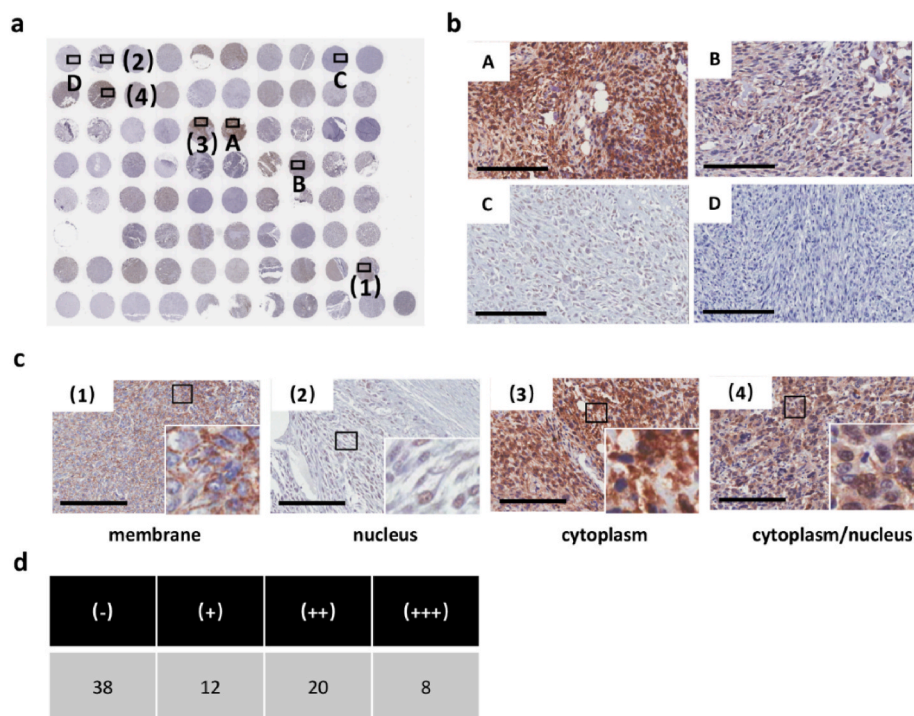 a
(2)
D
C
(4)
(3)
A
B
(1)
b
A
B
C
D
c
(1)
(2)
(3)
(4)
membrane
nucleus
cytoplasm
cytoplasm/nucleus
d
(-)
(+)
(++)
(+++)
38
12
20
8